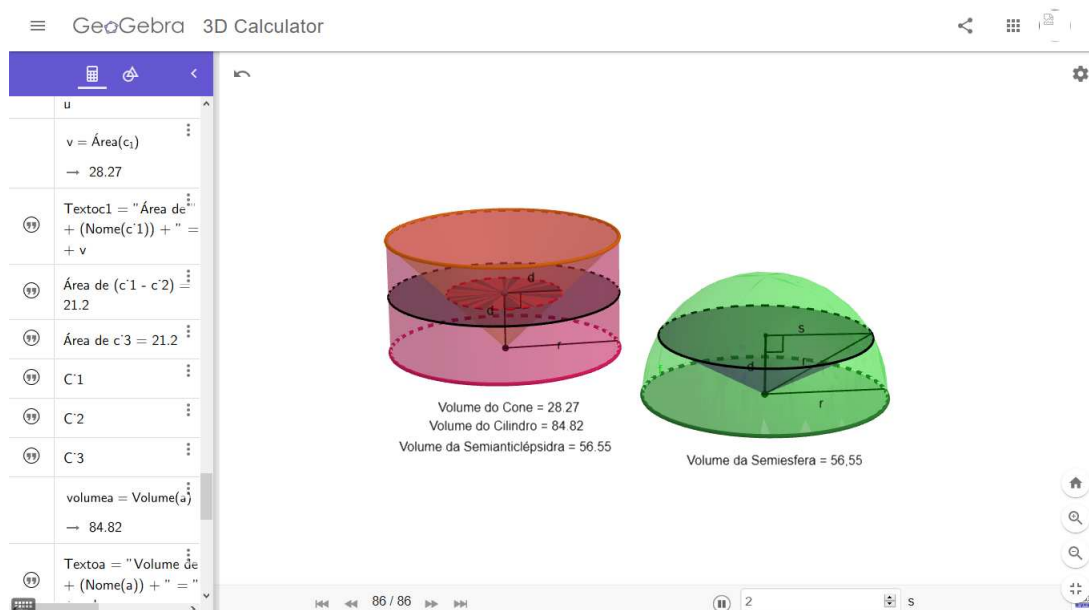 GeoGebra 3D Calculator
u
v = Área(c₁)
→ 28.27
Textoc1 = "Área de "
+ (Nome(c'1)) + " =
+ v
Área de (c'1 - c'2) =
21.2
Área de c'3 = 21.2
C'1
C'2
C'3
volumea = Volume(a)
→ 84.82
Textoa = "Volume de
+ (Nome(a)) + " = "
d
d
r
s
d
r
Volume do Cone = 28.27
Volume do Cilindro = 84.82
Volume da Semianticlépsidra = 56.55
Volume da Semiesfera = 56,55
86 / 86
2
s